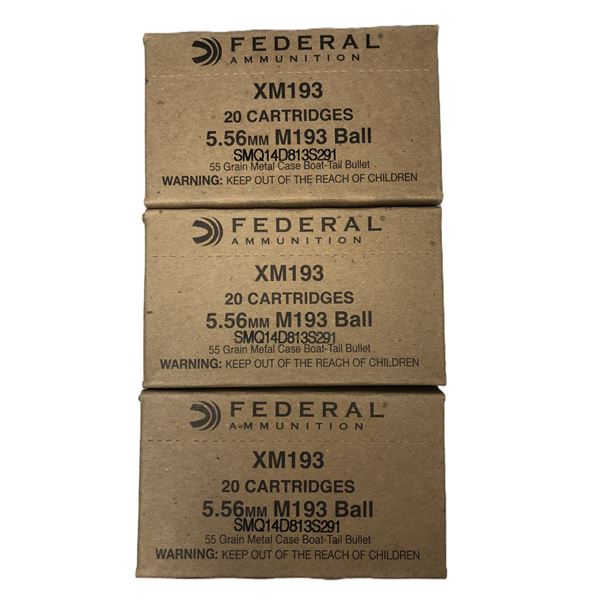 FEDERAL®
AMMUNITION
XM193
20 CARTRIDGES
5.56MM M193 Ball
SMQ14D813S291
55 Grain Metal Case Boat-Tail Bullet
WARNING: KEEP OUT OF THE REACH OF CHILDREN
FEDERAL®
AMMUNITION
XM193
20 CARTRIDGES
5.56MM M193 Ball
SMQ14D813S291
55 Grain Metal Case Boat-Tail Bullet
WARNING: KEEP OUT OF THE REACH OF CHILDREN
FEDERAL®
AMMUNITION
XM193
20 CARTRIDGES
5.56MM M193 Ball
SMQ14D813S291
55 Grain Metal Case Boat-Tail Bullet
WARNING: KEEP OUT OF THE REACH OF CHILDREN